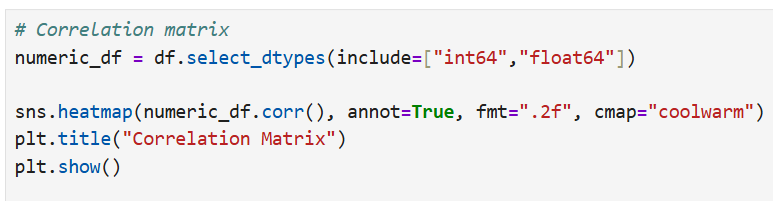 # Correlation matrix
numeric_df = df.select_dtypes(include=["int64","float64"])
sns.heatmap(numeric_df.corr(), annot=True, fmt=".2f", cmap="coolwarm")
plt.title("Correlation Matrix")
plt.show()